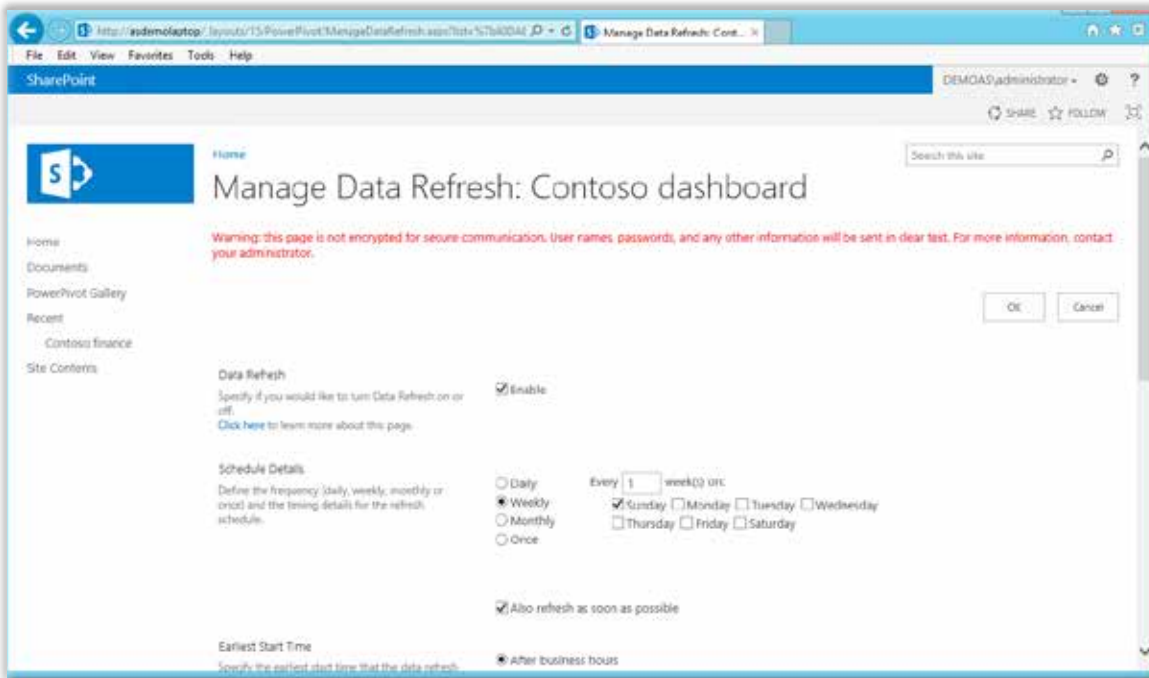 http://asdemolaptop/_layouts/15/PowerPivot/ManageDataRefresh.aspx?list=%7b
Manage Data Refresh: Cont...
File Edit View Favorites Tools Help
SharePoint
DEMOAS\administrator
?
SHARE FOLLOW
S
Home
Search this site
Manage Data Refresh: Contoso dashboard
Warning: this page is not encrypted for secure communication. User names, passwords, and any other information will be sent in clear text. For more information, contact
your administrator.
Home
Documents
PowerPivot Gallery
Recent
Contoso finance
Site Contents
OK Cancel
Data Refresh
Specify if you would like to turn Data Refresh on or
off.
Click here to learn more about this page.
Enable
Schedule Details
Define the frequency (daily, weekly, monthly or
once) and the timing details for the refresh
schedule.
Daily
Weekly
Monthly
Once
Every 1 week(s) on:
Sunday Monday Tuesday Wednesday
Thursday Friday Saturday
Also refresh as soon as possible
Earliest Start Time
Specify the earliest start time that the data refresh
After business hours